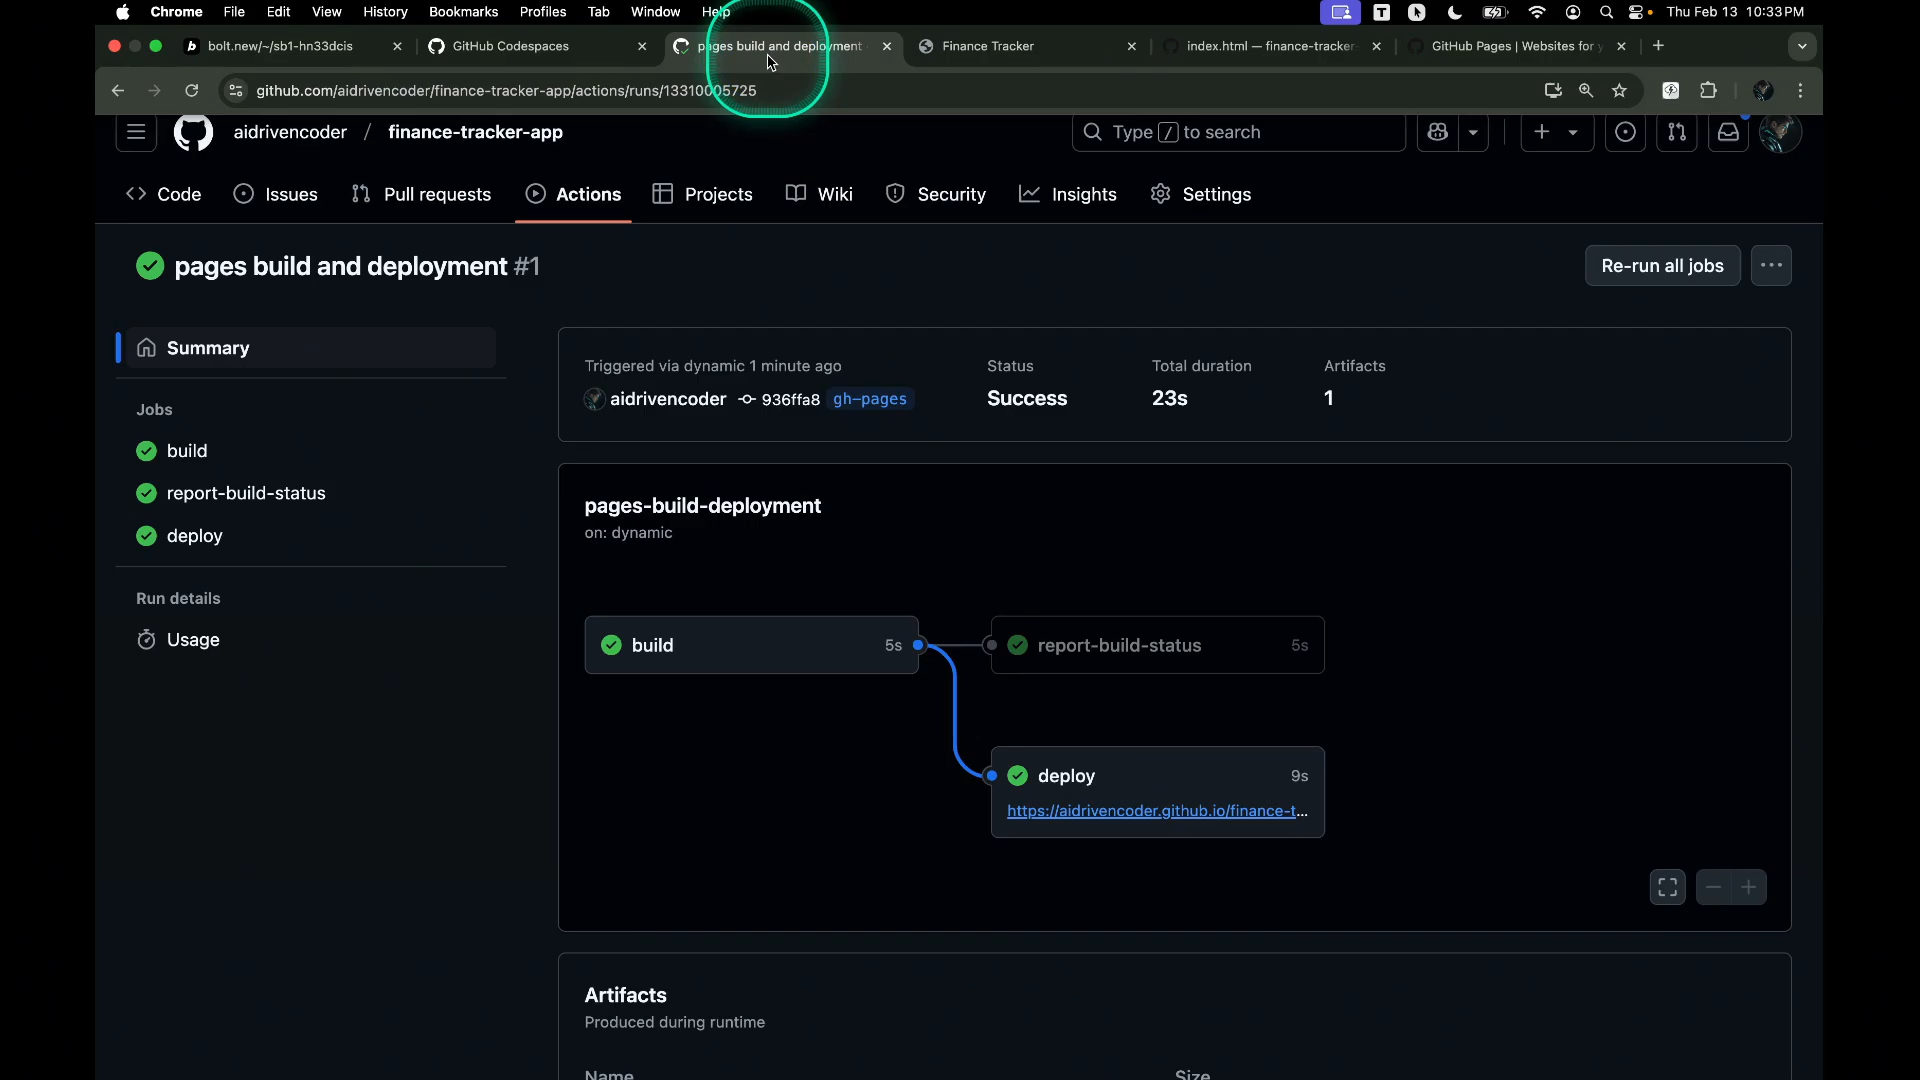 Chrome File Edit View History Bookmarks Profiles Tab Window Help Thu Feb 13 10:33 PM
bolt.new/~/sb1-hn33dcis GitHub Codespaces pages build and deployment Finance Tracker index.html — finance-tracker- GitHub Pages | Websites for y
github.com/aidrivencoder/finance-tracker-app/actions/runs/13310005725
aidrivencoder / finance-tracker-app Type / to search
Code Issues Pull requests Actions Projects Wiki Security Insights Settings
pages build and deployment #1 Re-run all jobs
Summary
Jobs
build
report-build-status
deploy
Run details
Usage
Triggered via dynamic 1 minute ago Status Total duration Artifacts
aidrivencoder 936ffa8 gh-pages Success 23s 1
pages-build-deployment
on: dynamic
build 5s report-build-status 5s
deploy 9s
https://aidrivencoder.github.io/finance-t...
Artifacts
Produced during runtime
Name Size